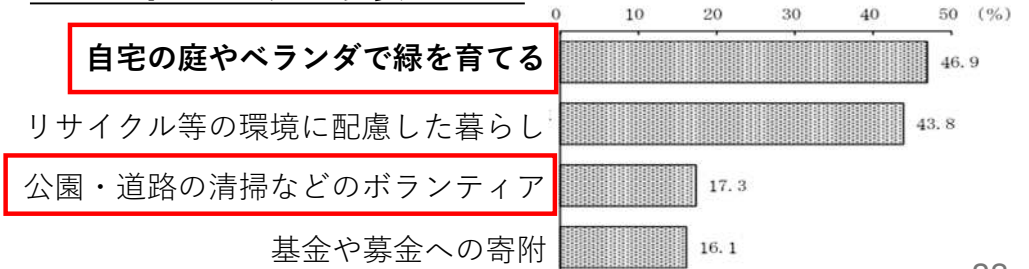 0 10 20 30 40 50 (%)
自宅の庭やベランダで緑を育てる 46.9
リサイクル等の環境に配慮した暮らし 43.8
公園・道路の清掃などのボランティア 17.3
基金や募金への寄附 16.1